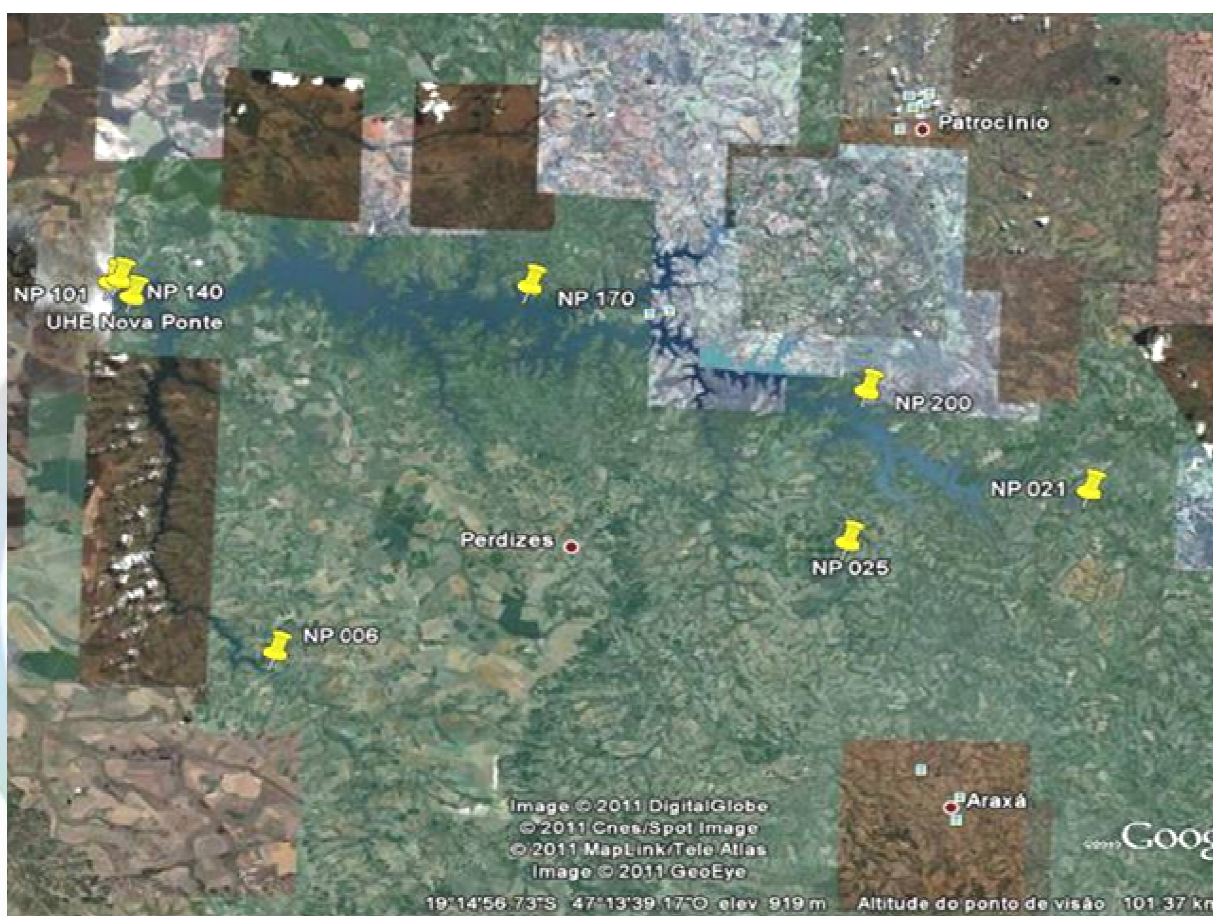 Patrocínio
NP 101
NP 140
UHE Nova Ponte
NP 170
NP 200
NP 021
Perdizes
NP 025
NP 006
Araxá
Image © 2011 DigitalGlobe
© 2011 Cnes/Spot Image
© 2011 MapLink/Tele Atlas
Image © 2011 GeoEye
Goog
19°14'56.73"S 47°13'39.17"O elev 919 m Altitude do ponto de visão 101.37 km